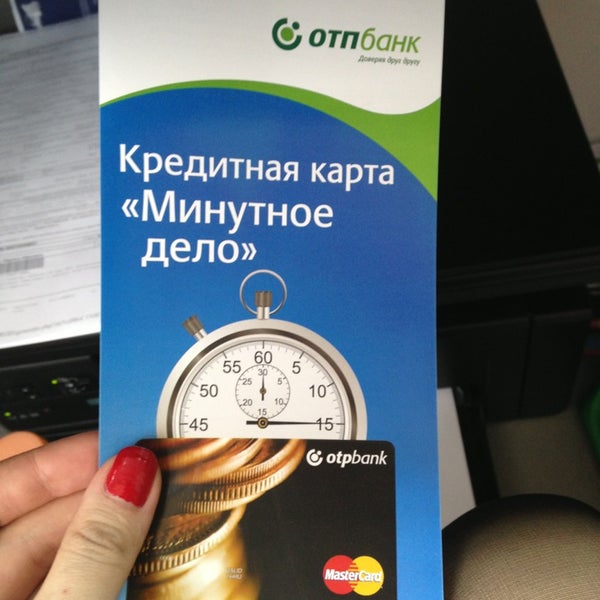 отпбанк
Доверяя друг другу
Кредитная карта
«Минутное
дело»
60
55
5
50
10
45
15
30
25
5
20
10
15
otpbank
MasterCard